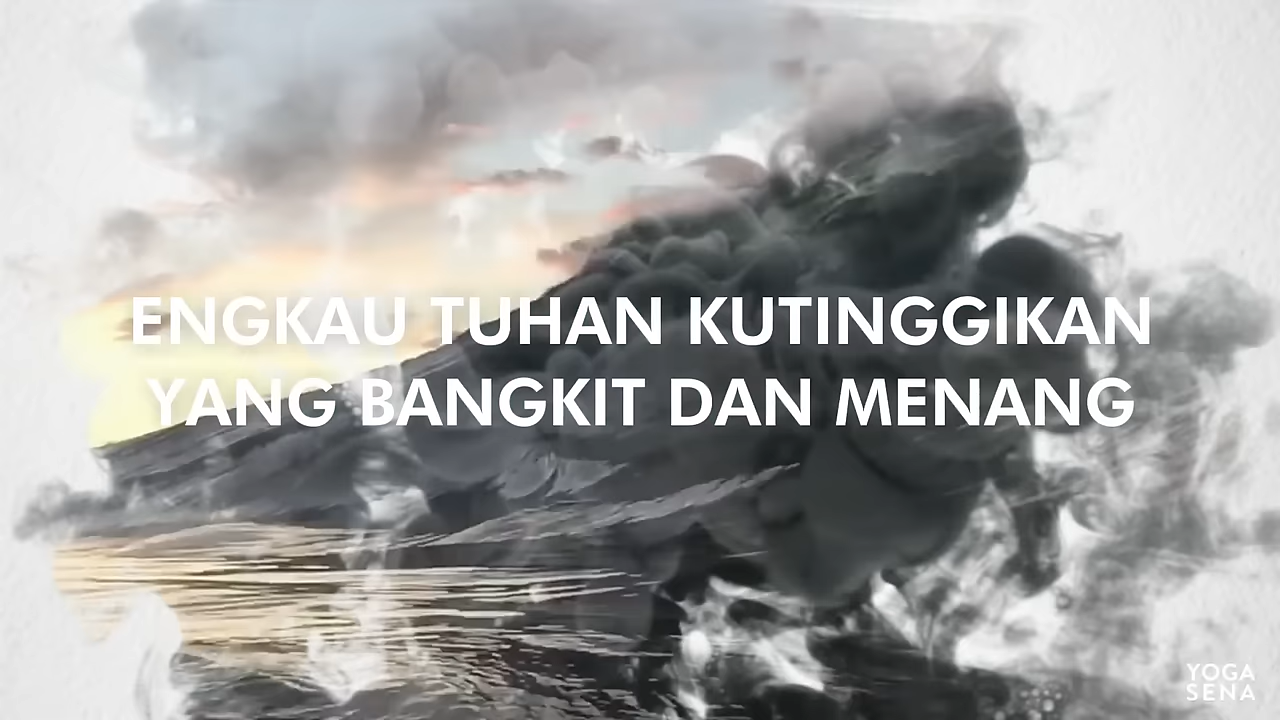 ENGKAU TUHAN KUTINGGIKAN
YANG BANGKIT DAN MENANG
YOGA
SENA